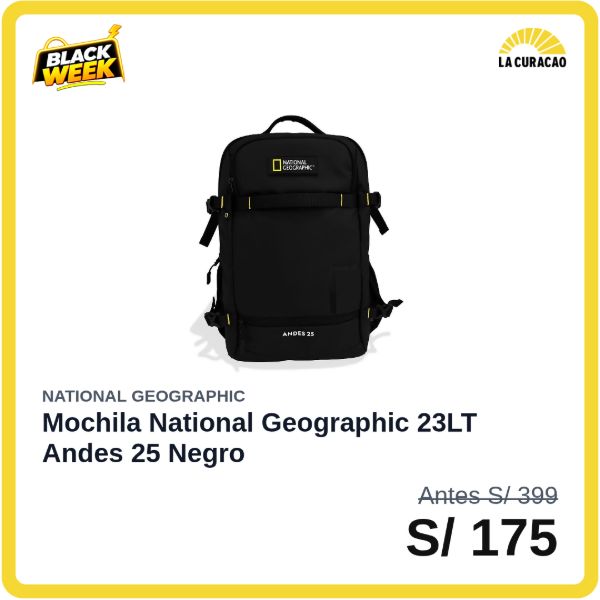 BLACK
WEEK
LA CURACAO
NATIONAL
GEOGRAPHIC
ANDES 25
NATIONAL GEOGRAPHIC
Mochila National Geographic 23LT
Andes 25 Negro
Antes S/ 399
S/ 175